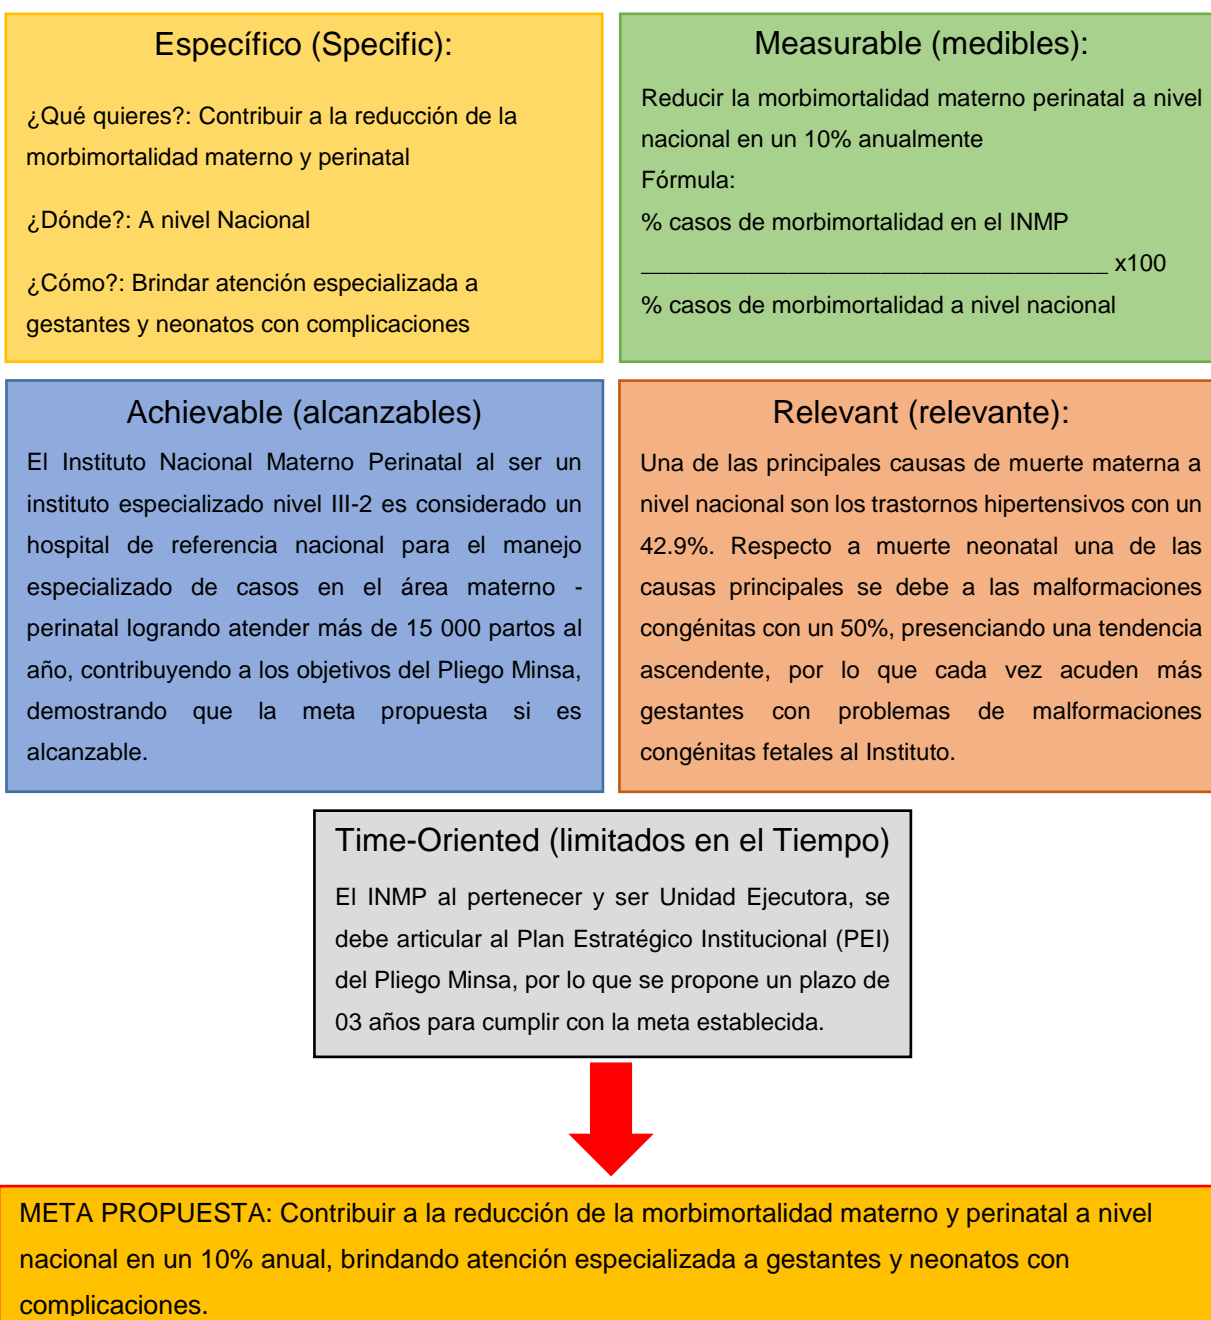 Específico (Specific):
¿Qué quieres?: Contribuir a la reducción de la
morbimortalidad materno y perinatal
¿Dónde?: A nivel Nacional
¿Cómo?: Brindar atención especializada a
gestantes y neonatos con complicaciones
Measurable (medibles):
Reducir la morbimortalidad materno perinatal a nivel
nacional en un 10% anualmente
Fórmula:
% casos de morbimortalidad en el INMP
___________________________________ x100
% casos de morbimortalidad a nivel nacional
Achievable (alcanzables)
El Instituto Nacional Materno Perinatal al ser un
instituto especializado nivel III-2 es considerado un
hospital de referencia nacional para el manejo
especializado de casos en el área materno -
perinatal logrando atender más de 15 000 partos al
año, contribuyendo a los objetivos del Pliego Minsa,
demostrando que la meta propuesta si es
alcanzable.
Relevant (relevante):
Una de las principales causas de muerte materna a
nivel nacional son los trastornos hipertensivos con un
42.9%. Respecto a muerte neonatal una de las
causas principales se debe a las malformaciones
congénitas con un 50%, presenciando una tendencia
ascendente, por lo que cada vez acuden más
gestantes con problemas de malformaciones
congénitas fetales al Instituto.
Time-Oriented (limitados en el Tiempo)
El INMP al pertenecer y ser Unidad Ejecutora, se
debe articular al Plan Estratégico Institucional (PEI)
del Pliego Minsa, por lo que se propone un plazo de
03 años para cumplir con la meta establecida.
META PROPUESTA: Contribuir a la reducción de la morbimortalidad materno y perinatal a nivel
nacional en un 10% anual, brindando atención especializada a gestantes y neonatos con
complicaciones.